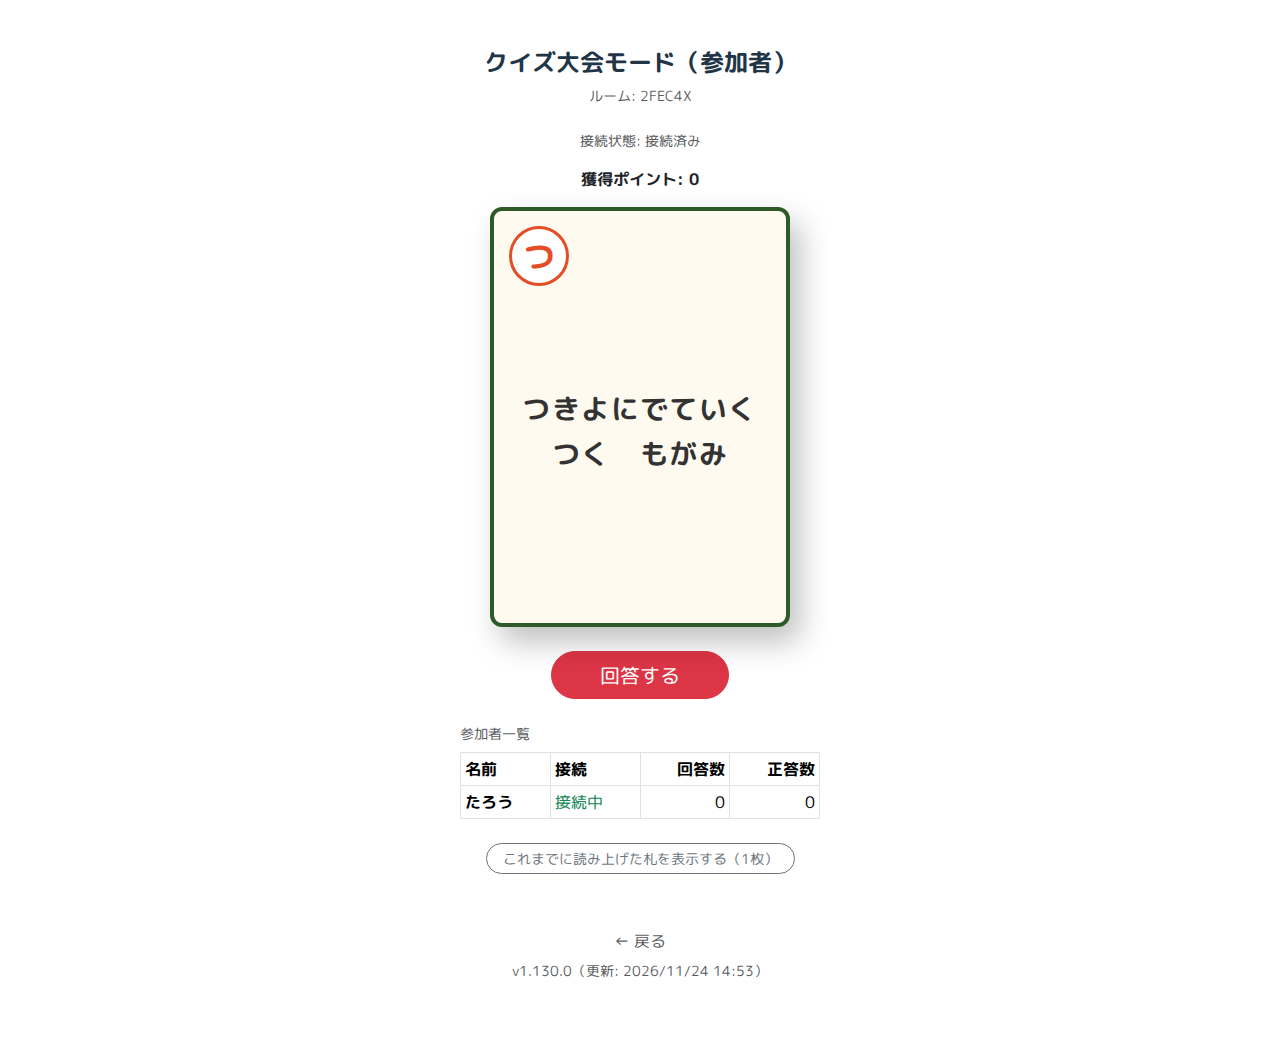 クイズ大会モード（参加者）
ルーム: 2FEC4X
接続状態: 接続済み
獲得ポイント: 0
つ
つきよにでていく
つく　もがみ
回答する
参加者一覧
名前 接続 回答数 正答数
たろう 接続中 0 0
これまでに読み上げた札を表示する（1枚）
← 戻る
v1.130.0（更新: 2026/11/24 14:53）